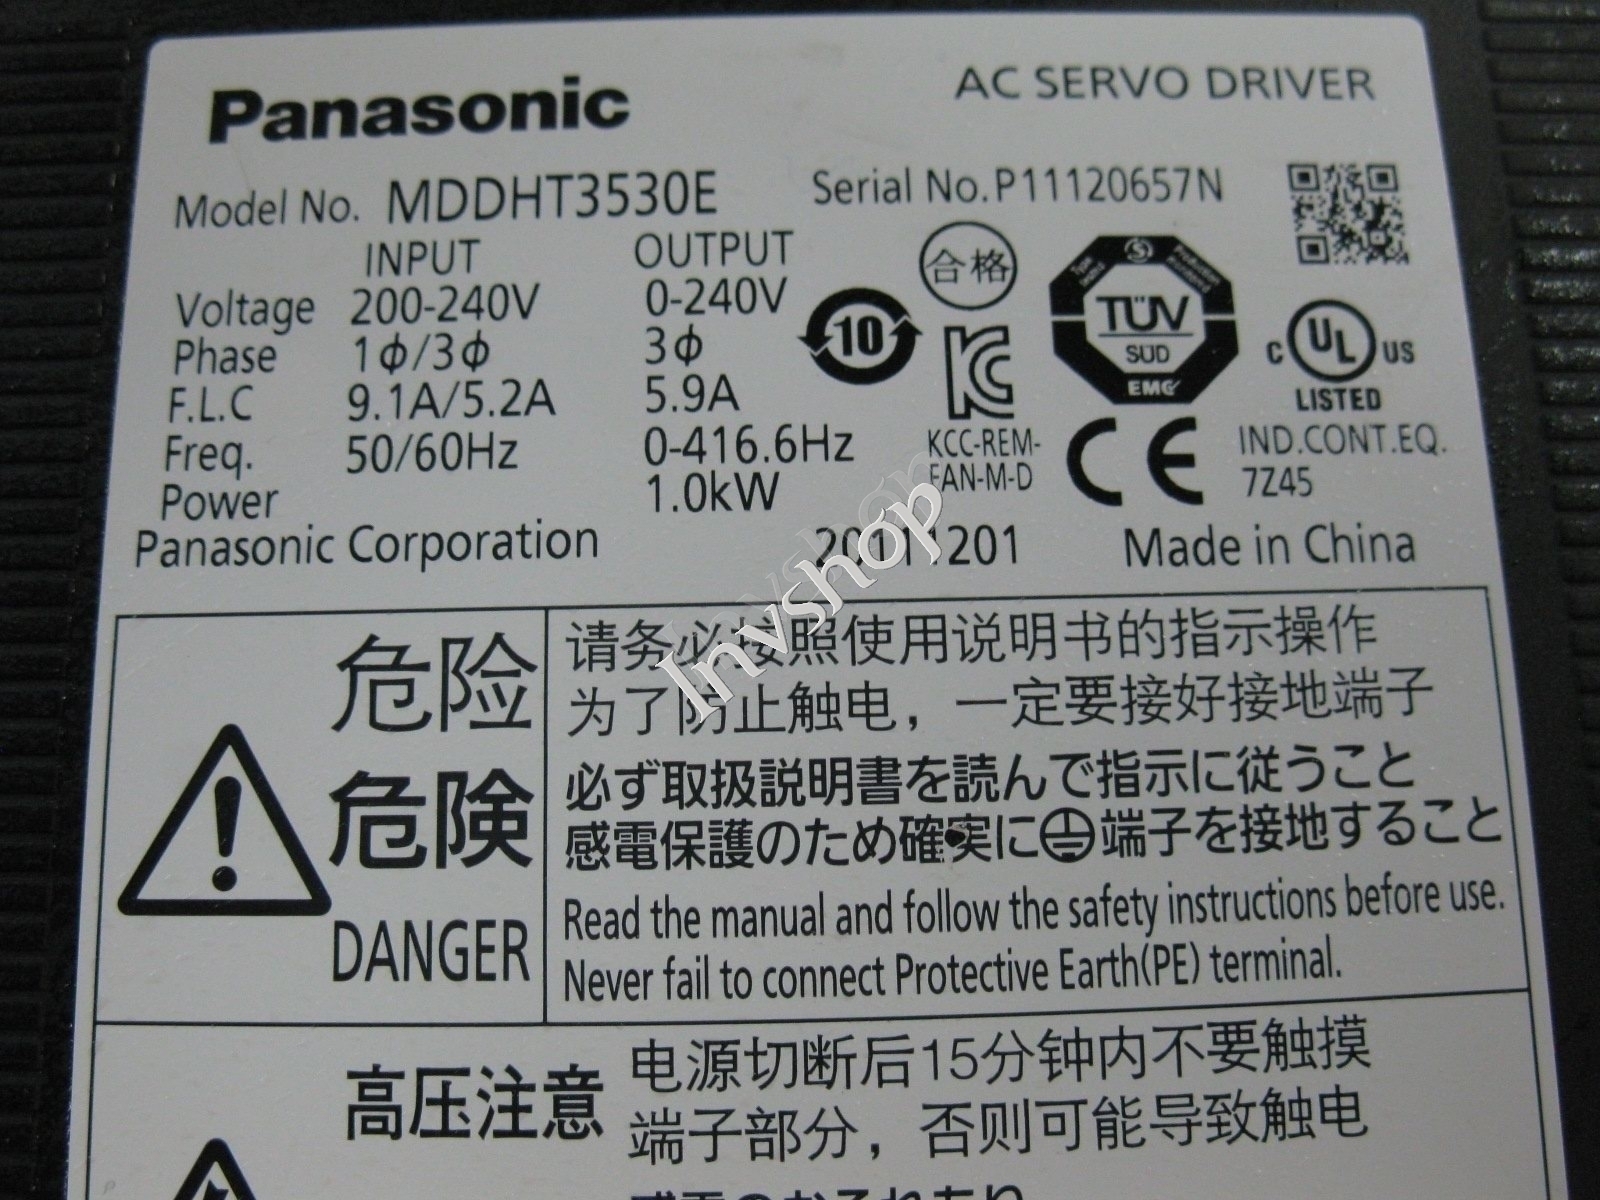 Panasonic
AC SERVO DRIVER
Model No. MDDHT3530E
Serial No.P11120657N
INPUT OUTPUT
Voltage 200-240V 0-240V
Phase 1ϕ/3ϕ 3ϕ
F.L.C 9.1A/5.2A 5.9A
Freq. 50/60Hz 0-416.6Hz
Power 1.0kW
合格
10
KC
KCC-REM-
FAN-M-D
TÜV
SÜD
EMC
CE
C UL US
LISTED
IND.CONT.EQ.
7Z45
Panasonic Corporation 20111201 Made in China
Invshop
危险
危険
DANGER
请务必按照使用说明书的指示操作
为了防止触电，一定要接好接地端子
必ず取扱説明書を読んで指示に従うこと
感電保護のため確実に⏚端子を接地すること
Read the manual and follow the safety instructions before use.
Never fail to connect Protective Earth(PE) terminal.
高压注意
电源切断后15分钟内不要触摸
端子部分，否则可能导致触电